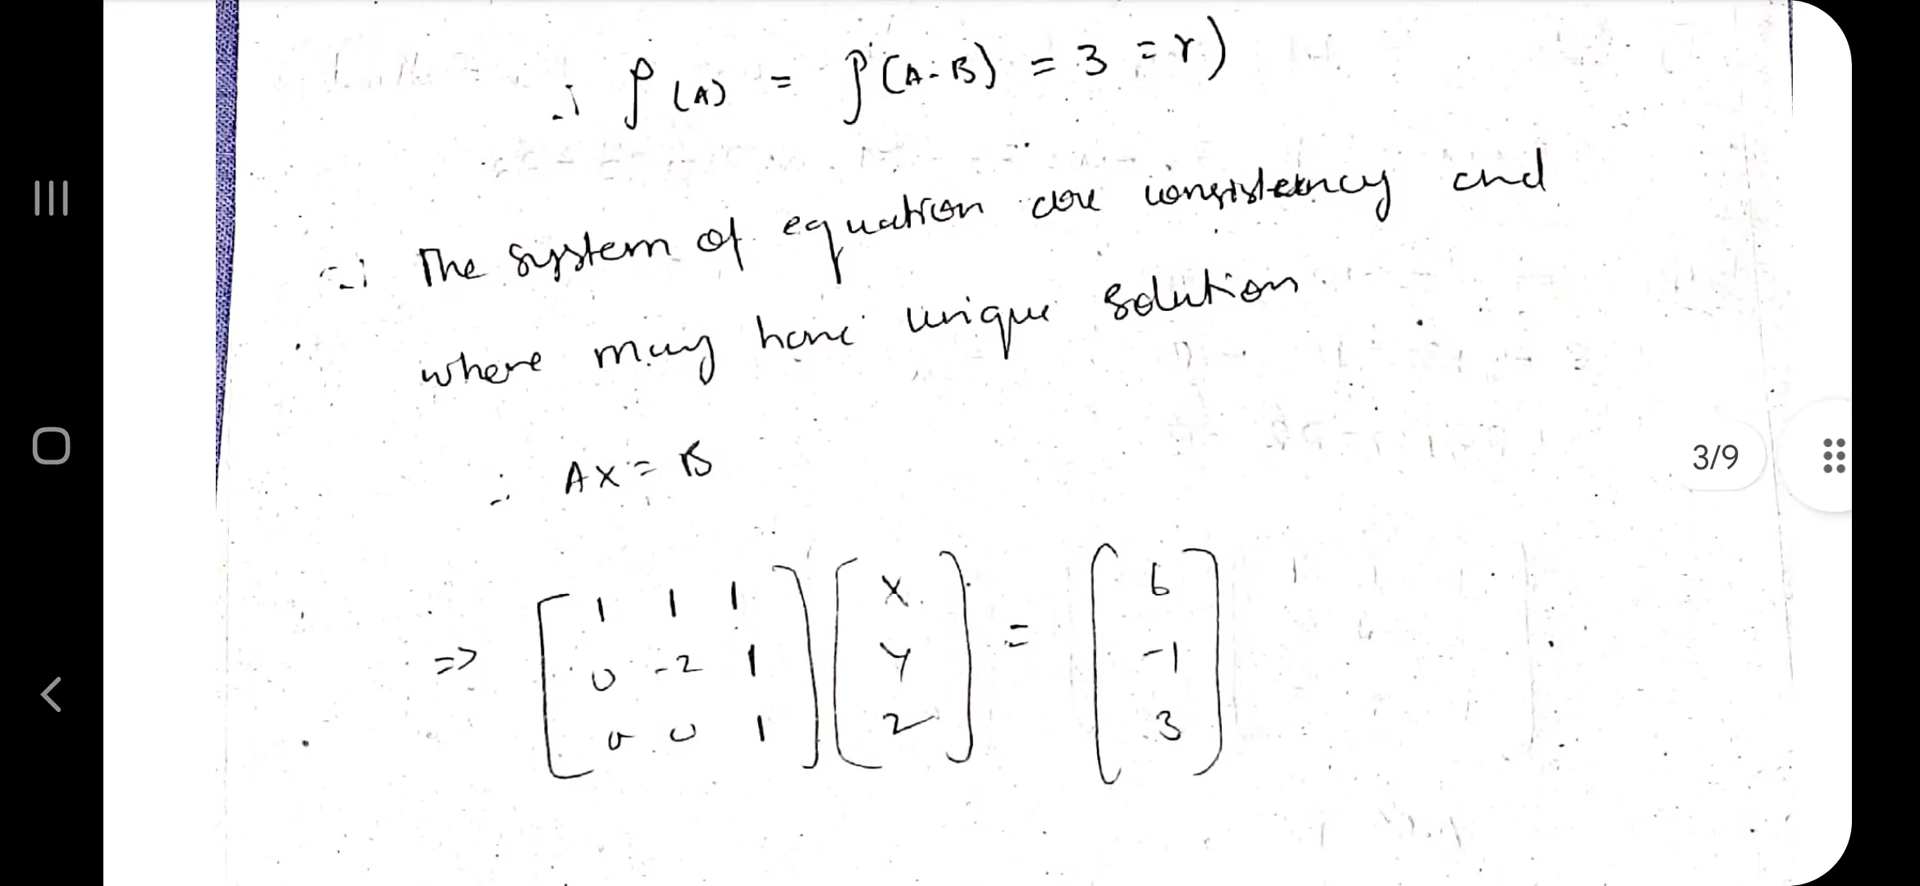 ∴ ρ(A) = ρ(A-B) = 3 = r)
∴ The system of equation are consistency and
where may have unique solution
∴ AX = B
=> [ 1 1 1 ] [ x ] = [ 6 ]
0 -2 1 y -1
0 0 1 z 3
3/9